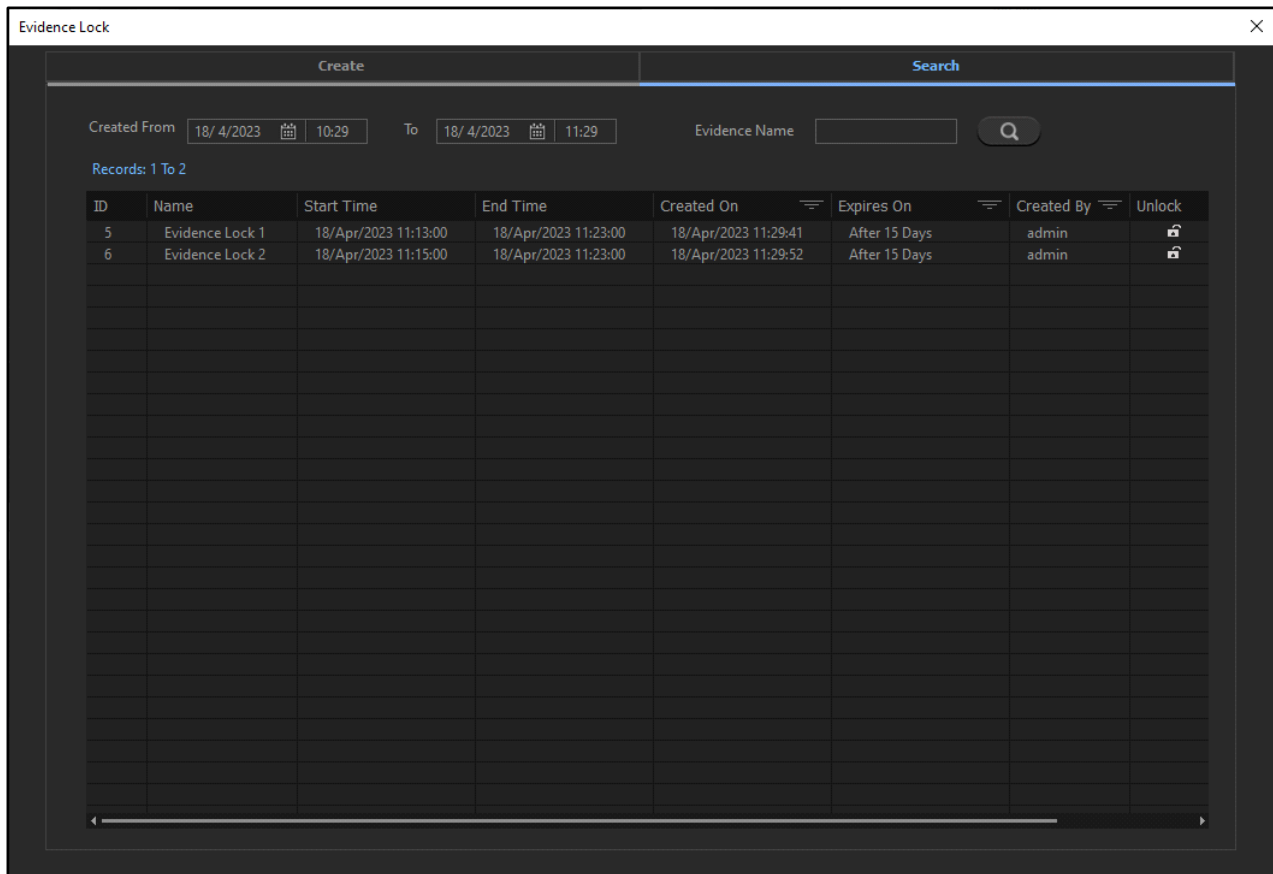 Evidence Lock
Create Search
Created From 18/ 4/2023 10:29 To 18/ 4/2023 11:29 Evidence Name
Records: 1 To 2
ID Name Start Time End Time Created On Expires On Created By Unlock
5 Evidence Lock 1 18/Apr/2023 11:13:00 18/Apr/2023 11:23:00 18/Apr/2023 11:29:41 After 15 Days admin
6 Evidence Lock 2 18/Apr/2023 11:15:00 18/Apr/2023 11:23:00 18/Apr/2023 11:29:52 After 15 Days admin